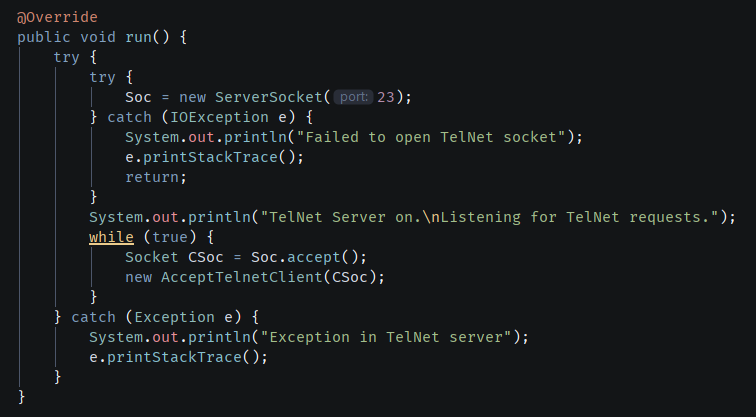 @Override
public void run() {
    try {
        try {
            Soc = new ServerSocket( port: 23);
        } catch (IOException e) {
            System.out.println("Failed to open TelNet socket");
            e.printStackTrace();
            return;
        }
        System.out.println("TelNet Server on.\nListening for TelNet requests.");
        while (true) {
            Socket CSoc = Soc.accept();
            new AcceptTelnetClient(CSoc);
        }
    } catch (Exception e) {
        System.out.println("Exception in TelNet server");
        e.printStackTrace();
    }
}